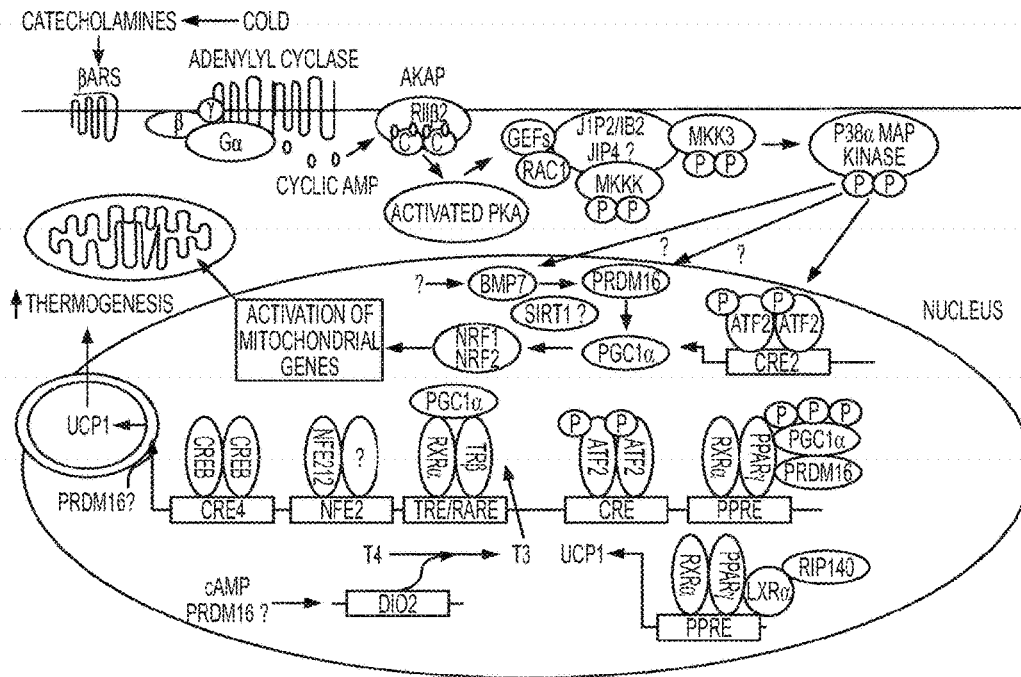 CATECHOLAMINES
COLD
βARS
ADENYLYL CYCLASE
γ
β
Gα
CYCLIC AMP
AKAP
RIIβ2
C C
ACTIVATED PKA
GEFs
RAC1
J1P2/IB2
JIP4 ?
MKKK
P P
MKK3
P P
P38α MAP
KINASE
P P
?
?
THERMOGENESIS
NUCLEUS
ACTIVATION OF
MITOCHONDRIAL
GENES
?
BMP7
PRDM16
SIRT1 ?
NRF1
NRF2
PGC1α
P P
ATF2 ATF2
CRE2
UCP1
PRDM16?
CREB CREB
CRE4
NFE212 ?
NFE2
PGC1α
RXRα TRβ
TRE/RARE
P P
ATF2 ATF2
CRE
RXRα PPARγ
P P P
PGC1α
PRDM16
PPRE
T4
T3
cAMP
PRDM16 ?
DIO2
UCP1
RXRα PPARγ
LXRα
RIP140
PPRE